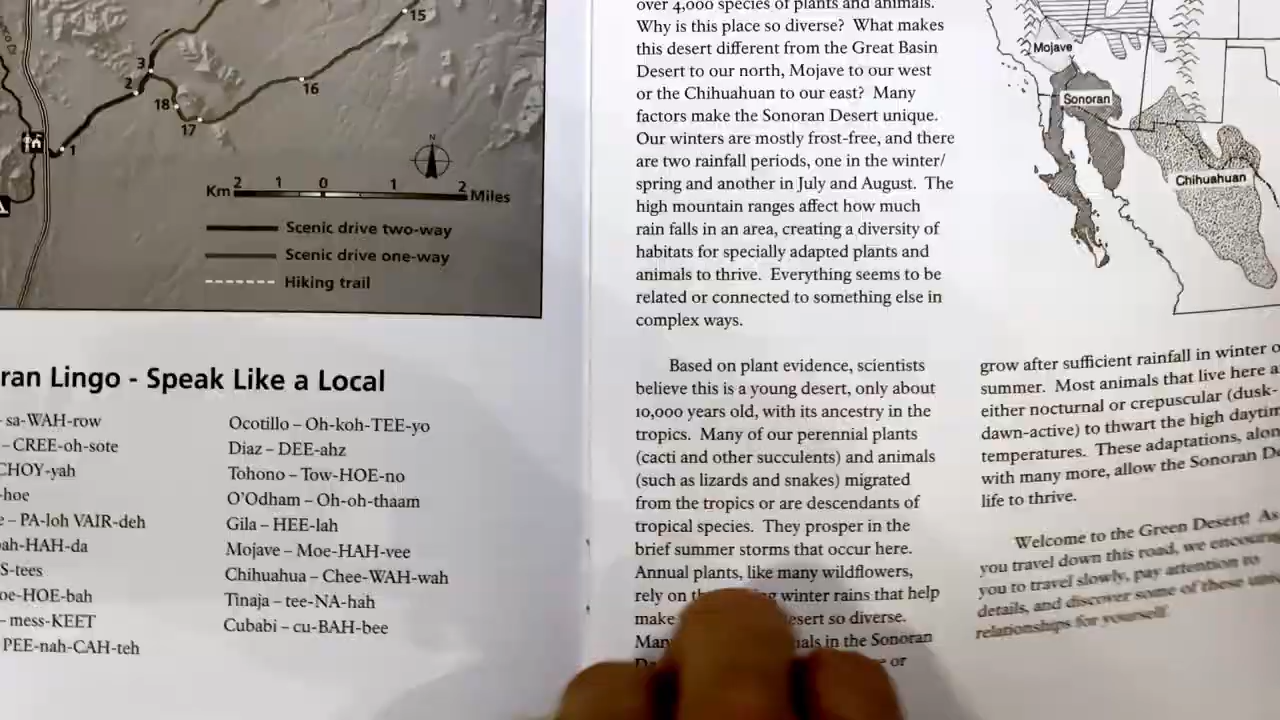 15
3
2
16
18
17
1
N
Km 2 1 0 1 2 Miles
Scenic drive two-way
Scenic drive one-way
Hiking trail
ran Lingo - Speak Like a Local
- sa-WAH-row
– CREE-oh-sote
CHOY-yah
-hoe
e – PA-loh VAIR-deh
ah-HAH-da
S-tees
oe-HOE-bah
– mess-KEET
PEE-nah-CAH-teh
Ocotillo – Oh-koh-TEE-yo
Diaz – DEE-ahz
Tohono – Tow-HOE-no
O'Odham – Oh-oh-thaam
Gila – HEE-lah
Mojave – Moe-HAH-vee
Chihuahua – Chee-WAH-wah
Tinaja – tee-NA-hah
Cubabi – cu-BAH-bee
over 4,000 species of plants and animals.
Why is this place so diverse? What makes
this desert different from the Great Basin
Desert to our north, Mojave to our west
or the Chihuahuan to our east? Many
factors make the Sonoran Desert unique.
Our winters are mostly frost-free, and there
are two rainfall periods, one in the winter/
spring and another in July and August. The
high mountain ranges affect how much
rain falls in an area, creating a diversity of
habitats for specially adapted plants and
animals to thrive. Everything seems to be
related or connected to something else in
complex ways.
Based on plant evidence, scientists
believe this is a young desert, only about
10,000 years old, with its ancestry in the
tropics. Many of our perennial plants
(cacti and other succulents) and animals
(such as lizards and snakes) migrated
from the tropics or are descendants of
tropical species. They prosper in the
brief summer storms that occur here.
Annual plants, like many wildflowers,
rely on winter rains that help
make desert so diverse.
in the Sonoran
or
Mojave
Sonoran
Chihuahuan
grow after sufficient rainfall in winter o
summer. Most animals that live here a
either nocturnal or crepuscular (dusk-
dawn-active) to thwart the high daytim
temperatures. These adaptations, alon
with many more, allow the Sonoran De
life to thrive.
Welcome to the Green Desert! As
you travel down this road, we encourag
you to travel slowly, pay attention to
details, and discover some of these
relationships for yourself.